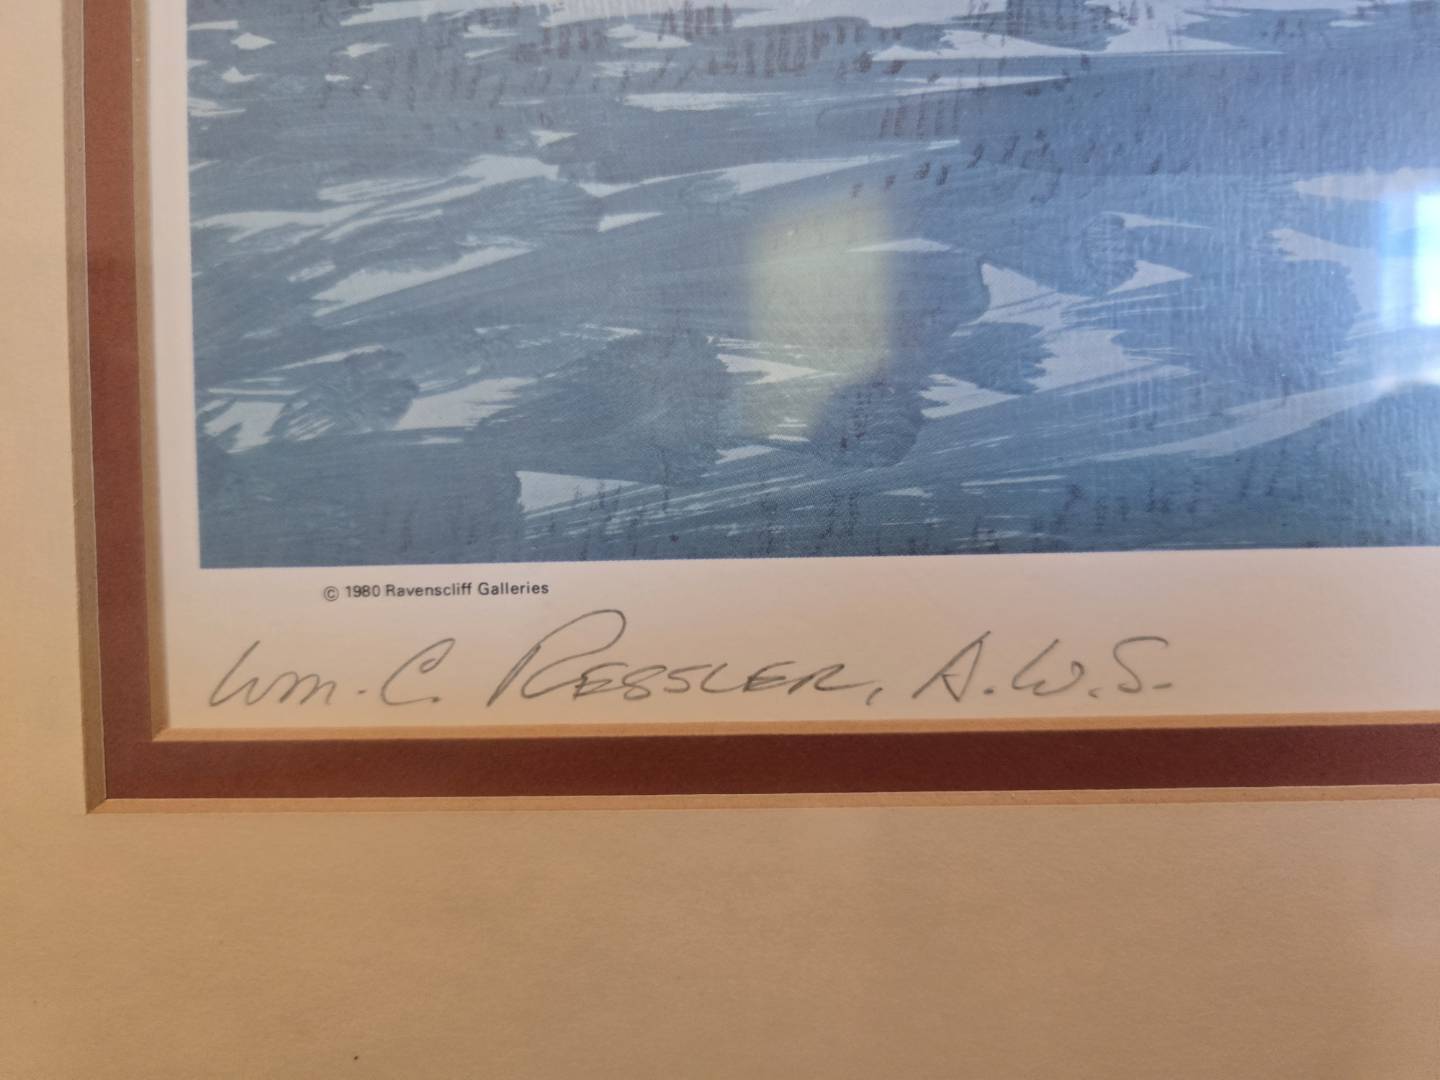 © 1980 Ravenscliff Galleries
Wm. C. Ressler, A.W.S.